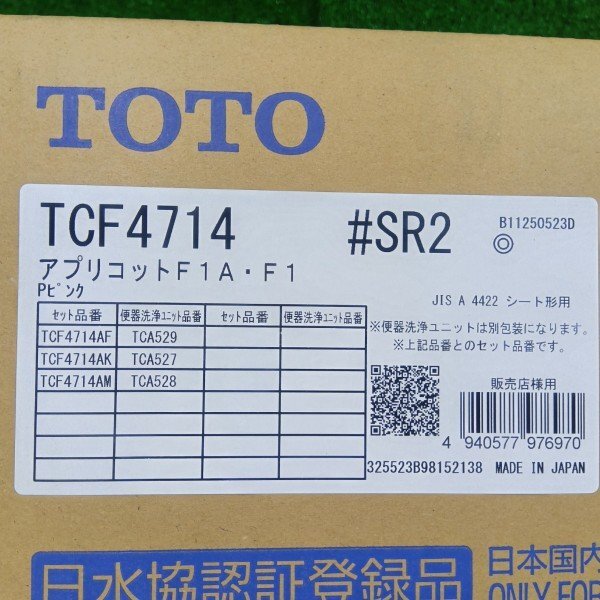 TOTO
TCF4714 #SR2 B11250523D
◎
アプリコットF1A・F1
Pピンク
JIS A 4422 シート形用
セット品番 便器洗浄ユニット品番 セット品番 便器洗浄ユニット品番
TCF4714AF TCA529
TCF4714AK TCA527
TCF4714AM TCA528
※便器洗浄ユニットは別包装になります。
※上記品番とのセット品番です。
販売店様用
4 940577 976970
325523B98152138 MADE IN JAPAN
日水協認証登録品
日本国内
ONLY FOR